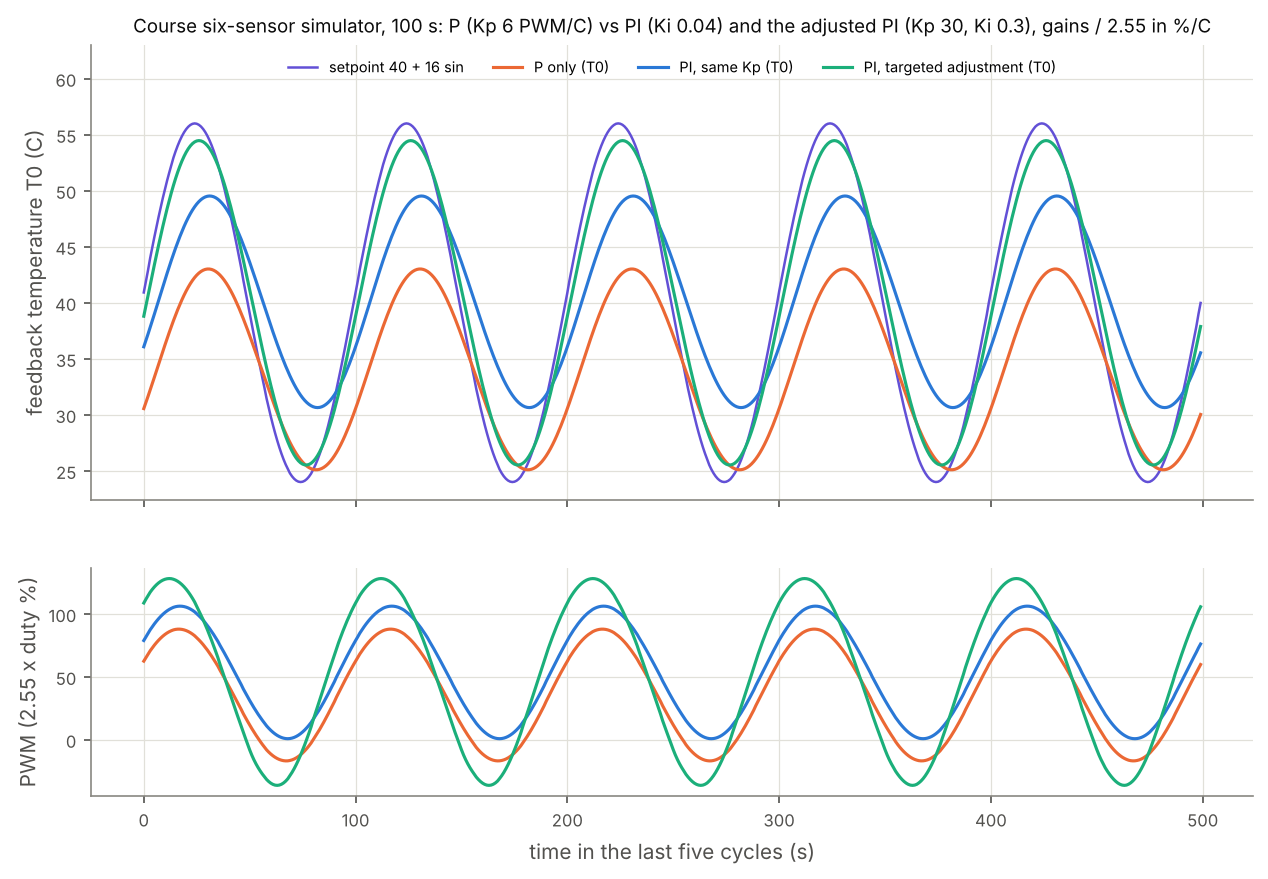 Course six-sensor simulator, 100 s: P (Kp 6 PWM/C) vs PI (Ki 0.04) and the adjusted PI (Kp 30, Ki 0.3), gains / 2.55 in %/C
setpoint 40 + 16 sin P only (T0) PI, same Kp (T0) PI, targeted adjustment (T0)
feedback temperature T0 (C)
60
55
50
45
40
35
30
25
PWM (2.55 x duty %)
100
50
0
0 100 200 300 400 500
time in the last five cycles (s)